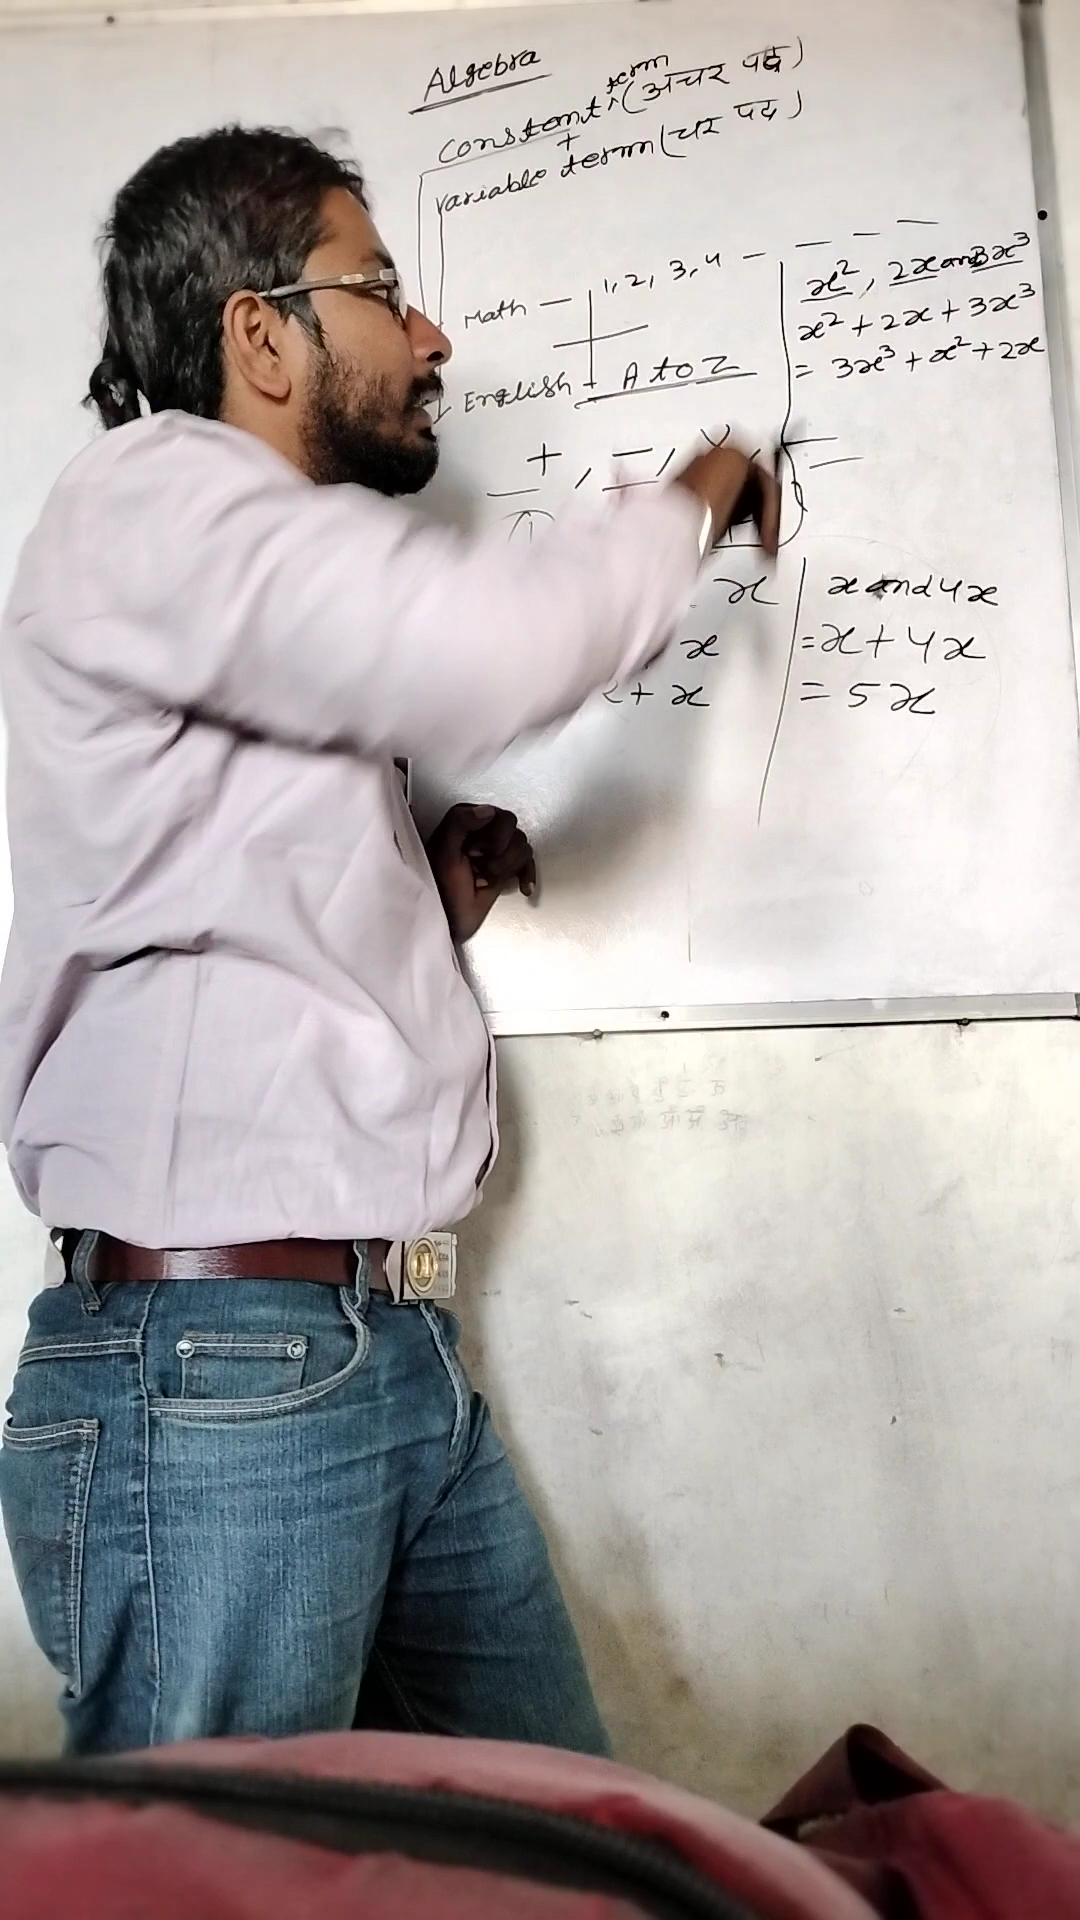 Algebra
Constant term (अचर पद)
+
Variable term (चर पद)
Math — 1, 2, 3, 4 — — — —
English — A to Z
+, −, ×,
x², 2x and 3x³
x² + 2x + 3x³
= 3x³ + x² + 2x
x
x
+ x
x and 4x
= x + 4x
= 5x